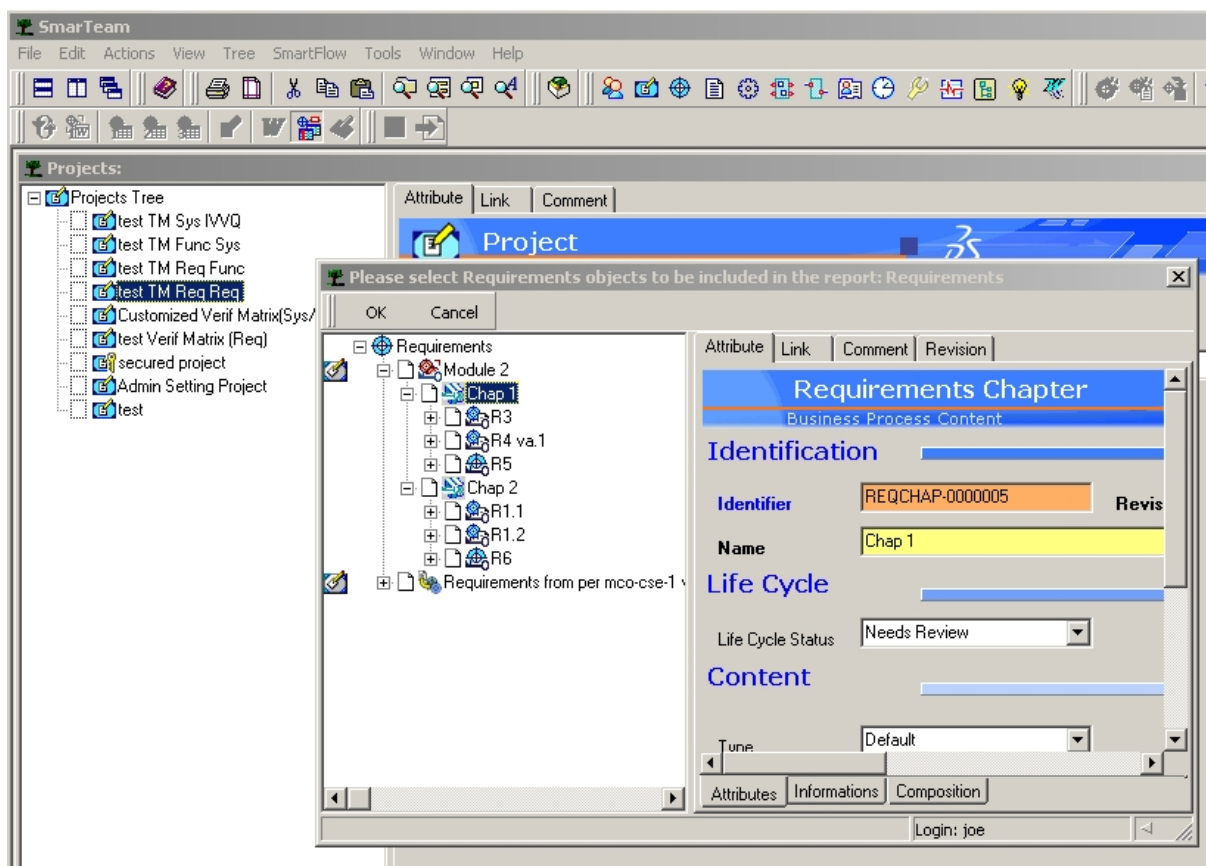 SmarTeam
File Edit Actions View Tree SmartFlow Tools Window Help
Projects:
Projects Tree
test TM Sys IVVQ
test TM Func Sys
test TM Req Func
test TM Req Req
Customized Verif Matrix(Sys/
test Verif Matrix (Req)
secured project
Admin Setting Project
test
Attribute Link Comment
Project
Please select Requirements objects to be included in the report: Requirements
OK Cancel
Requirements
Module 2
Chap 1
R3
R4 va.1
R5
Chap 2
R1.1
R1.2
R6
Requirements from per mco-cse-1 v
Attribute Link Comment Revision
Requirements Chapter
Business Process Content
Identification
Identifier REQCHAP-0000005 Revis
Name Chap 1
Life Cycle
Life Cycle Status Needs Review
Content
Type Default
Attributes Informations Composition
Login: joe